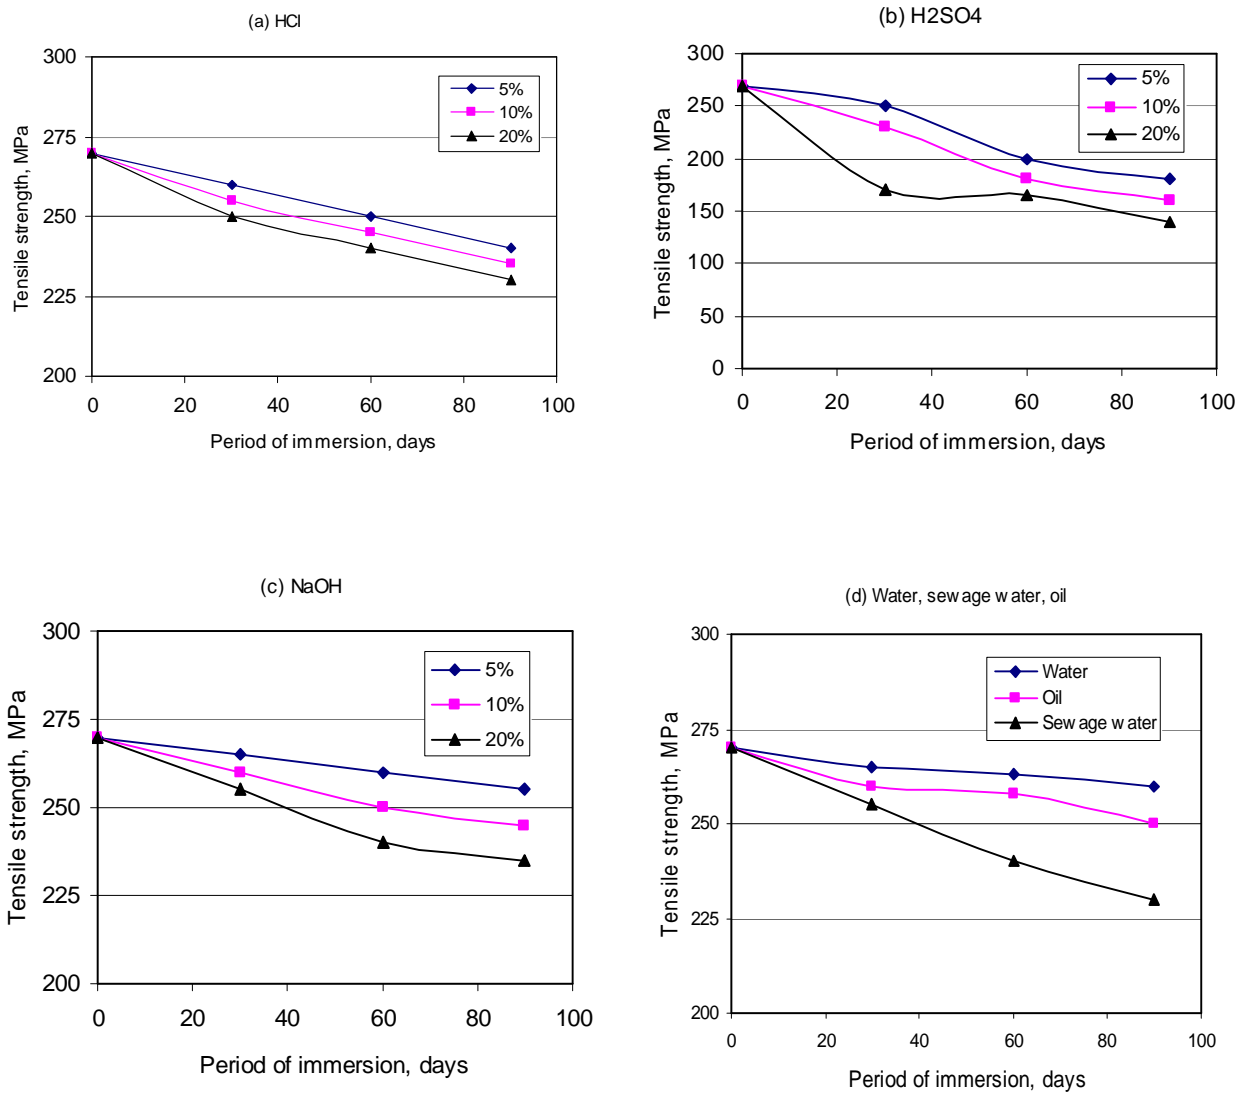 (a) HCl
300
275
250
225
200
0 20 40 60 80 100
Tensile strength, MPa
Period of immersion, days
5%
10%
20%
(b) H2SO4
300
250
200
150
100
50
0
0 20 40 60 80 100
Tensile strength, MPa
Period of immersion, days
5%
10%
20%
(c) NaOH
300
275
250
225
200
0 20 40 60 80 100
Tensile strength, MPa
Period of immersion, days
5%
10%
20%
(d) Water, sewage water, oil
300
275
250
225
200
0 20 40 60 80 100
Tensile strength, MPa
Period of immersion, days
Water
Oil
Sewage water